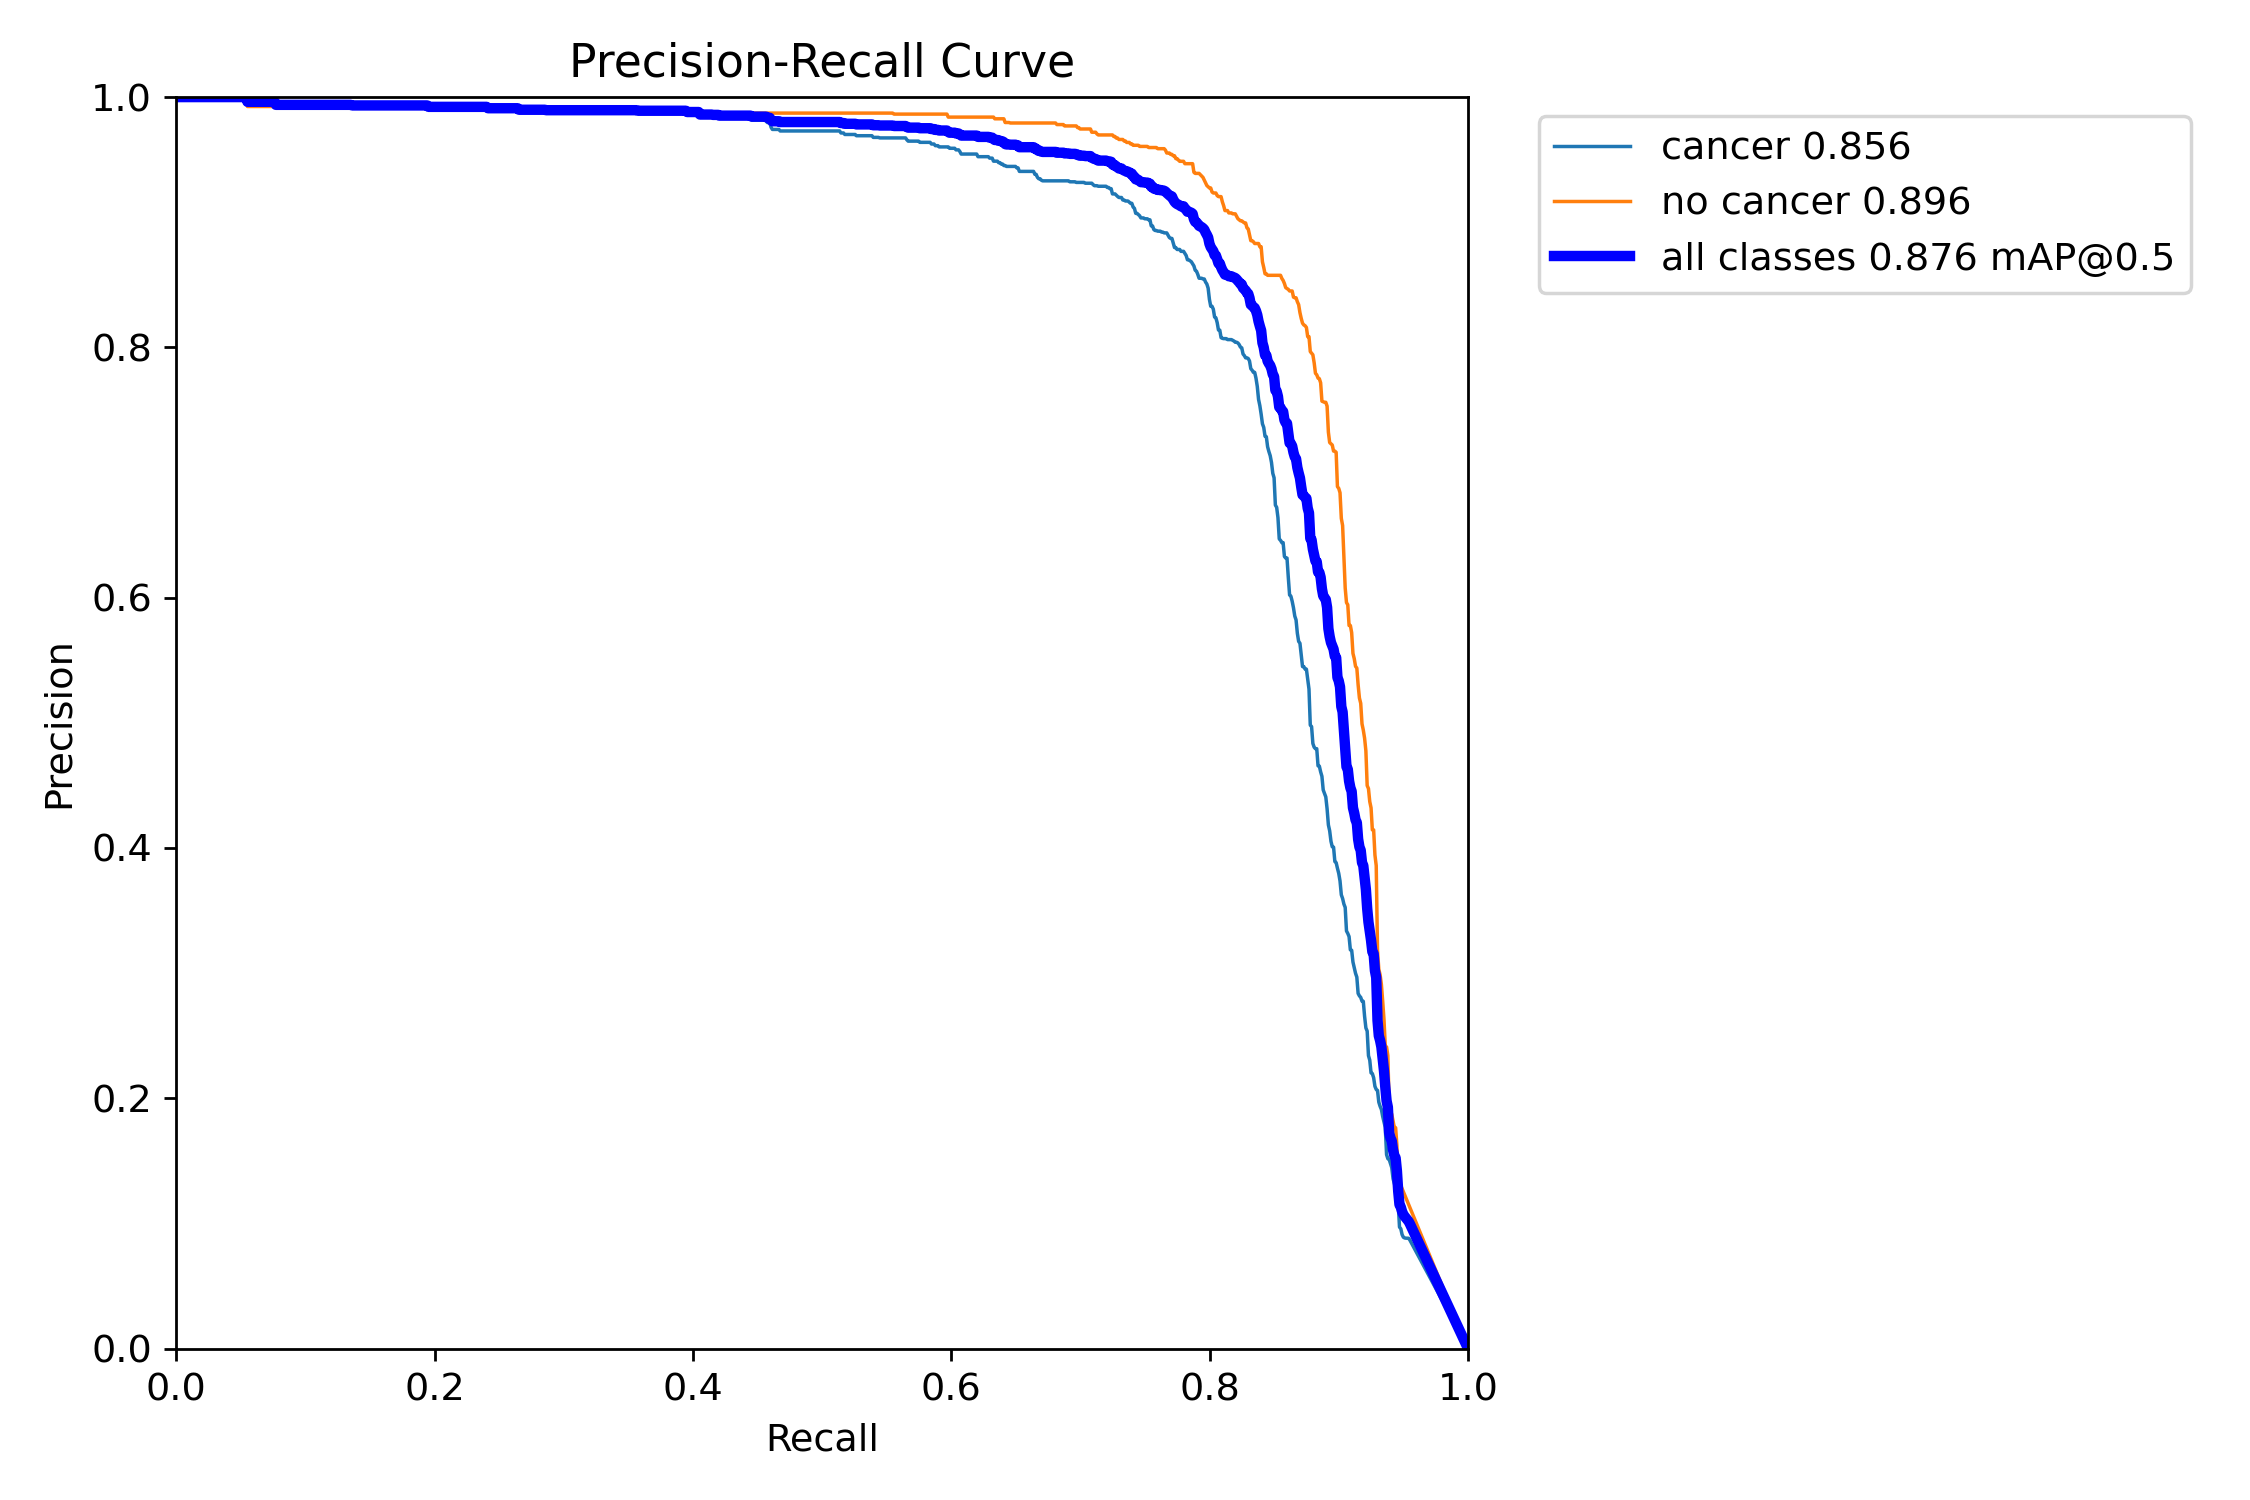 Precision-Recall Curve
1.0
0.8
0.6
0.4
0.2
0.0
Precision
0.0 0.2 0.4 0.6 0.8 1.0
Recall
cancer 0.856
no cancer 0.896
all classes 0.876 mAP@0.5